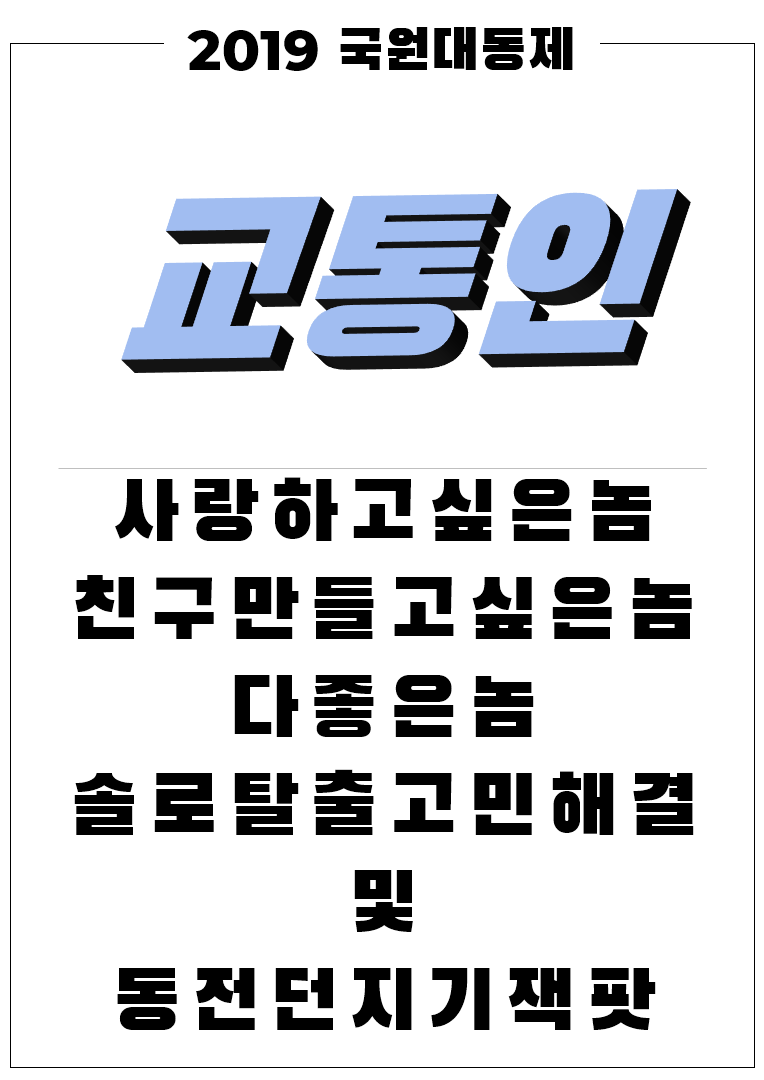 2019 국원대동제
교통인
사랑하고싶은놈
친구만들고싶은놈
다좋은놈
솔로탈출고민해결
및
동전던지기잭팟